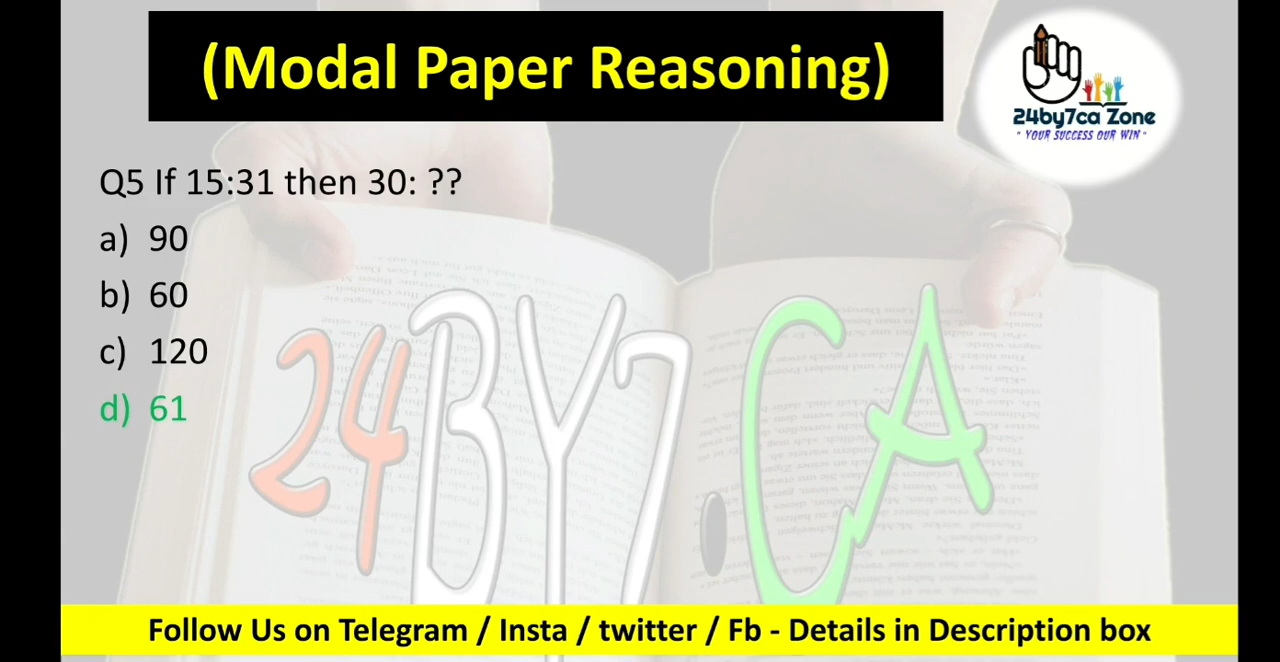 (Modal Paper Reasoning)
24by7ca Zone
" YOUR SUCCESS OUR WIN "
Q5 If 15:31 then 30: ??
a) 90
b) 60
c) 120
d) 61
24BY7.CA
Follow Us on Telegram / Insta / twitter / Fb - Details in Description box